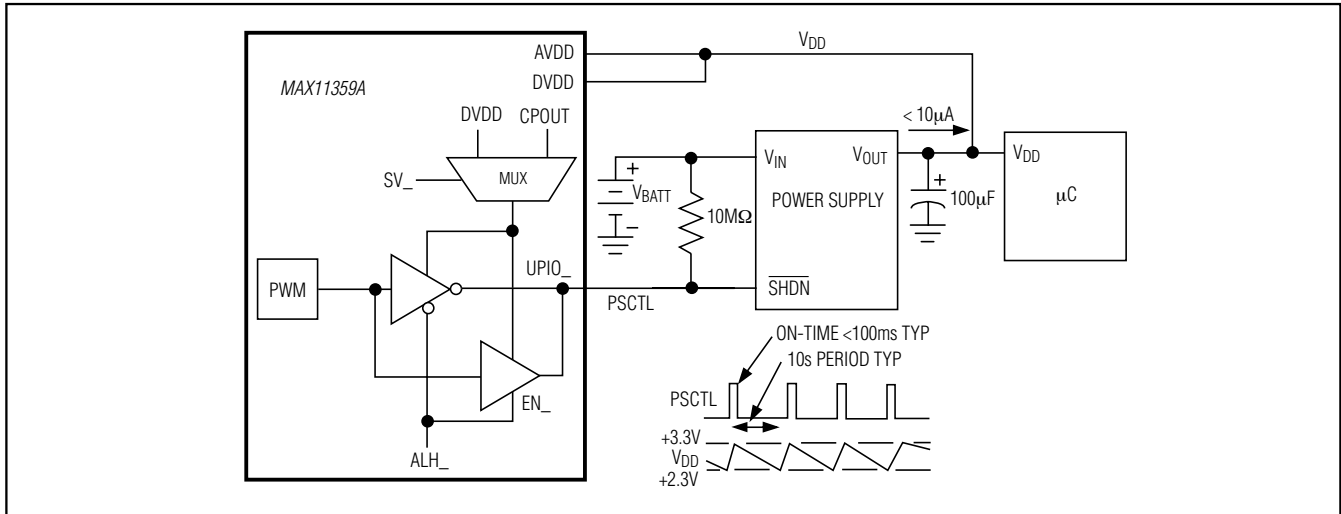 AVDD
VDD
DVDD
MAX11359A
DVDD
CPOUT
< 10μA
SV_
MUX
VBATT
+
−
10MΩ
VIN
VOUT
POWER SUPPLY
SHDN
+
100μF
VDD
μC
PWM
UPIO_
PSCTL
EN_
ALH_
ON-TIME <100ms TYP
10s PERIOD TYP
PSCTL
+3.3V
VDD
+2.3V